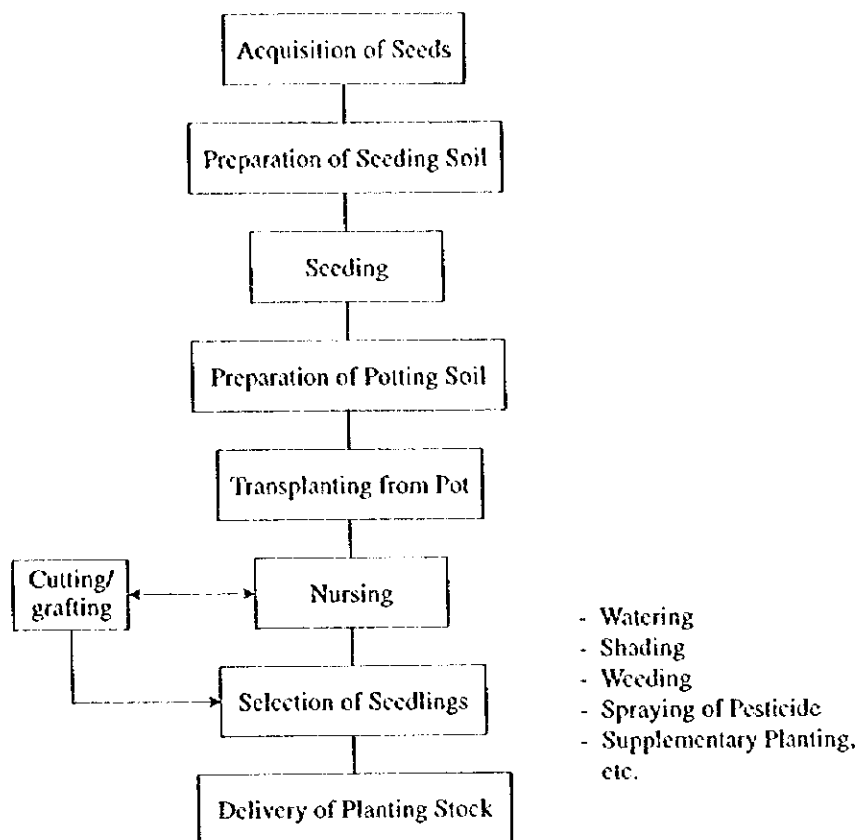 Acquisition of Seeds
Preparation of Seeding Soil
Seeding
Preparation of Potting Soil
Transplanting from Pot
Cutting/
grafting
Nursing
- Watering
- Shading
- Weeding
- Spraying of Pesticide
- Supplementary Planting,
etc.
Selection of Seedlings
Delivery of Planting Stock